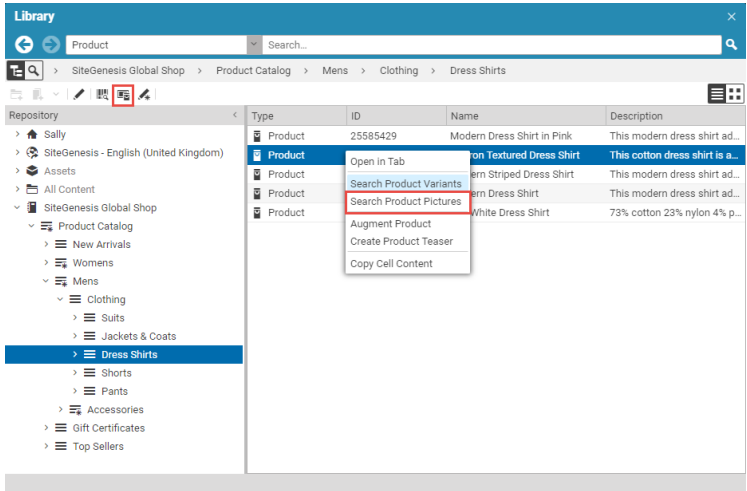 Library
Product
Search...
SiteGenesis Global Shop > Product Catalog > Mens > Clothing > Dress Shirts
Repository
Type ID Name Description
Sally
SiteGenesis - English (United Kingdom)
Assets
All Content
SiteGenesis Global Shop
Product Catalog
New Arrivals
Womens
Mens
Clothing
Suits
Jackets & Coats
Dress Shirts
Shorts
Pants
Accessories
Gift Certificates
Top Sellers
Product 25585429 Modern Dress Shirt in Pink This modern dress shirt ad...
Product ron Textured Dress Shirt This cotton dress shirt is a...
Product ern Striped Dress Shirt This modern dress shirt ad...
Product ern Dress Shirt This modern dress shirt ad...
Product White Dress Shirt 73% cotton 23% nylon 4% p...
Open in Tab
Search Product Variants
Search Product Pictures
Augment Product
Create Product Teaser
Copy Cell Content